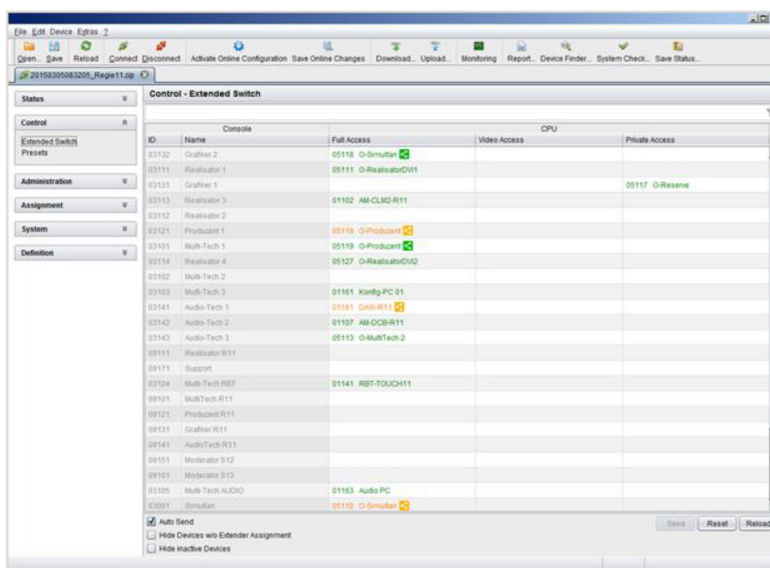 File Edit Device Extras ?
Open... Save Reload Connect Disconnect Activate Online Configuration Save Online Changes Download... Upload... Monitoring Report... Device Finder... System Check... Save Status...
20150305083205_Regie11.zip
Status
Control
Extended Switch
Presets
Administration
Assignment
System
Definition
Control - Extended Switch
Console CPU
ID Name Full Access Video Access Private Access
03132 Grafiker 2 05118 O-Simultan
03111 Realisator 1 05111 O-RealisatorDVI1
03131 Grafiker 1 05117 O-Reserve
03113 Realisator 3 01102 AM-CLM2-R11
03112 Realisator 2
03121 Produzent 1 05119 O-Produzent
03101 Multi-Tech 1 05119 O-Produzent
03114 Realisator 4 05127 O-RealisatorDVI2
03102 Multi-Tech 2
03103 Multi-Tech 3 01161 Konfig-PC 01
03141 Audio-Tech 1 01181 DAW-R11
03142 Audio-Tech 2 01107 AM-DCB-R11
03143 Audio-Tech 3 05113 O-MultiTech 2
09111 Realisator R11
09171 Support
03104 Multi-Tech RBT 01141 RBT-TOUCH11
09101 MultiTech R11
09121 Produzent R11
09131 Grafiker R11
09141 AudioTech R11
09151 Moderator S12
09161 Moderator S13
03105 Multi-Tech AUDIO 01163 Audio PC
03001 Simultan 05118 O-Simultan
Auto Send
Hide Devices w/o Extender Assignment
Hide inactive Devices
Send Reset Reload